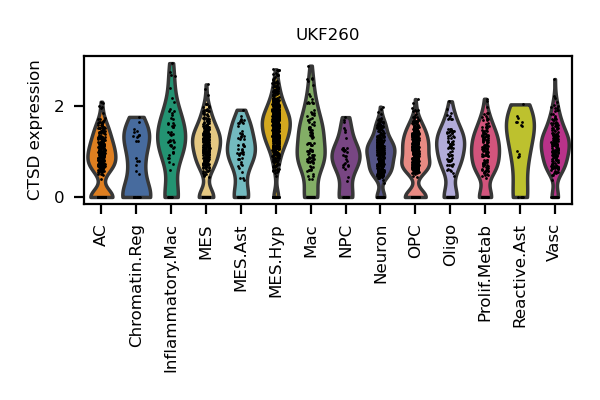 UKF260
CTSD expression
2
0
AC
Chromatin.Reg
Inflammatory.Mac
MES
MES.Ast
MES.Hyp
Mac
NPC
Neuron
OPC
Oligo
Prolif.Metab
Reactive.Ast
Vasc